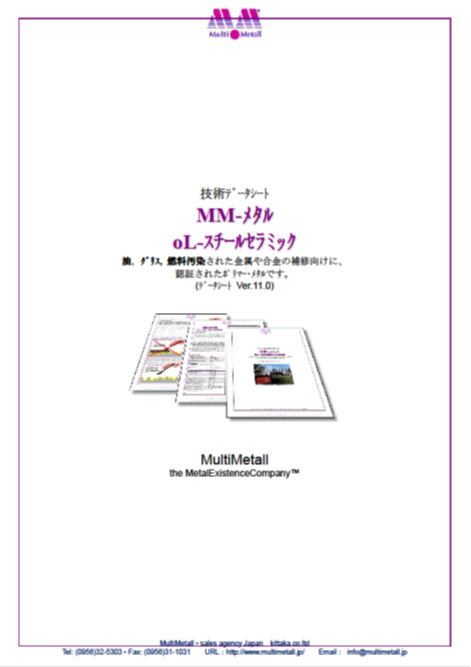 Multi Metall
技術ﾃﾞｰﾀｼｰﾄ
MM-ﾒﾀﾙ
oL-ｽﾁｰﾙｾﾗﾐｯｸ
油, ｸﾞﾘｽ, 燃料汚染された金属や合金の補修向けに、
認証されたﾎﾟﾘﾏｰ･ﾒﾀﾙです。
(ﾃﾞｰﾀｼｰﾄ Ver.11.0)
MultiMetall
the MetalExistenceCompany™
MultiMetall・sales agency Japan kittaka co.ltd
Tel: (0956)32-5303・Fax: (0956)31-1031 URL：http://www.multimetall.jp/ Email： info@multimetall.jp